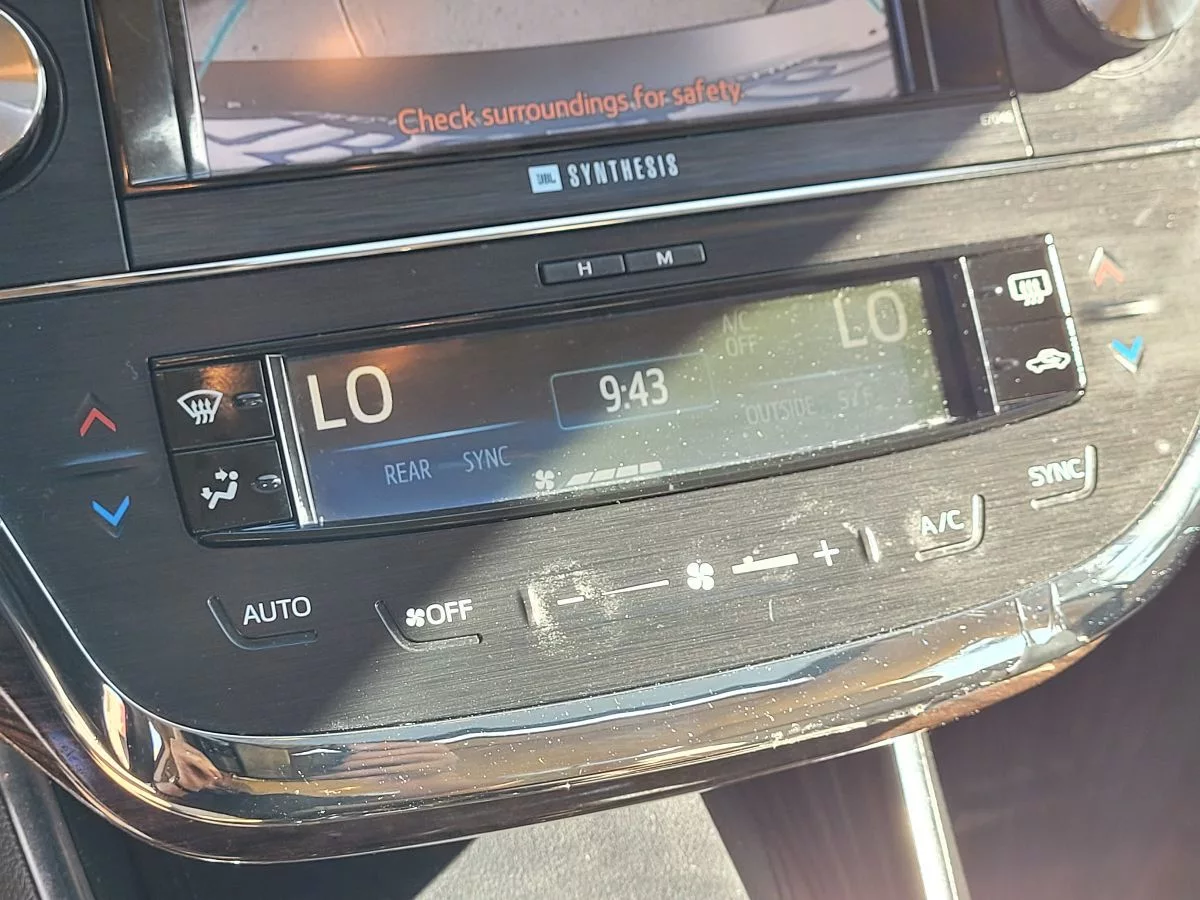 Check surroundings for safety.
JBL SYNTHESIS
H M
LO
9:43
LO
OFF
OUTSIDE
REAR SYNC
SYNC
A/C
+
AUTO
OFF